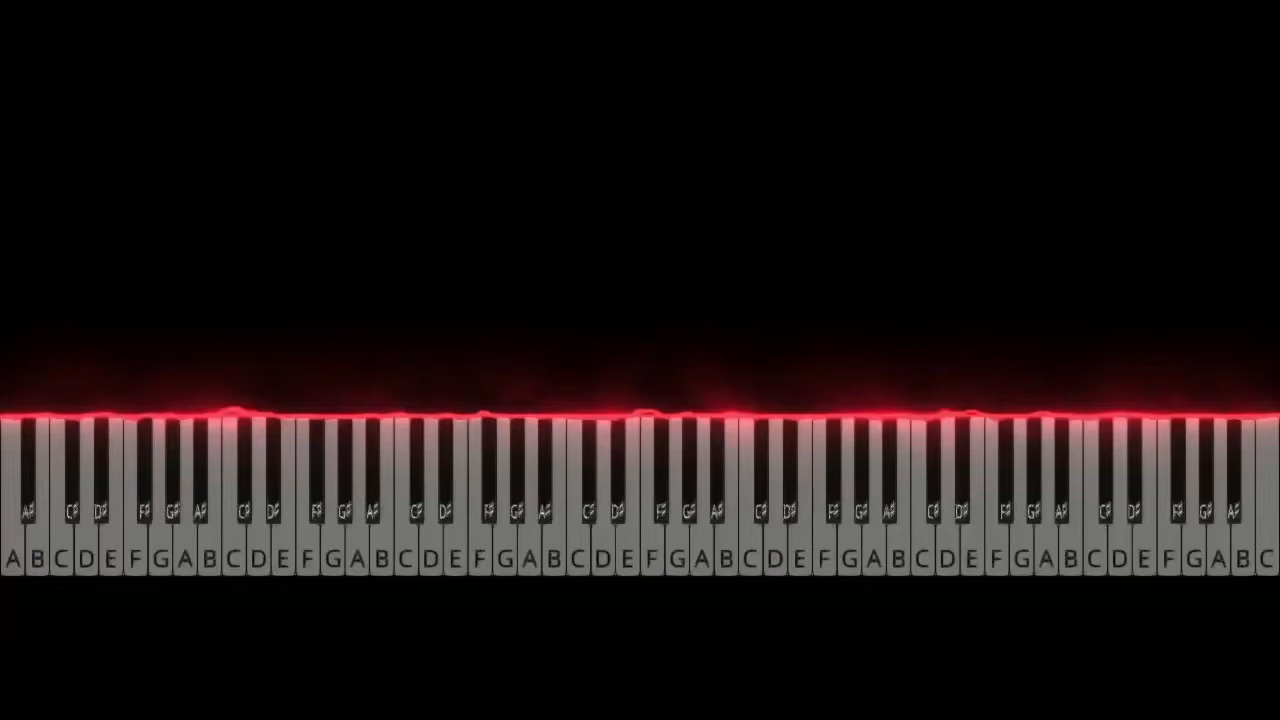 A♯ C♯ D♯ F♯ G♯ A♯ C♯ D♯ F♯ G♯ A♯ C♯ D♯ F♯ G♯ A♯ C♯ D♯ F♯ G♯ A♯ C♯ D♯ F♯ G♯ A♯ C♯ D♯ F♯ G♯ A♯ C♯ D♯ F♯ G♯ A♯
A B C D E F G A B C D E F G A B C D E F G A B C D E F G A B C D E F G A B C D E F G A B C D E F G A B C